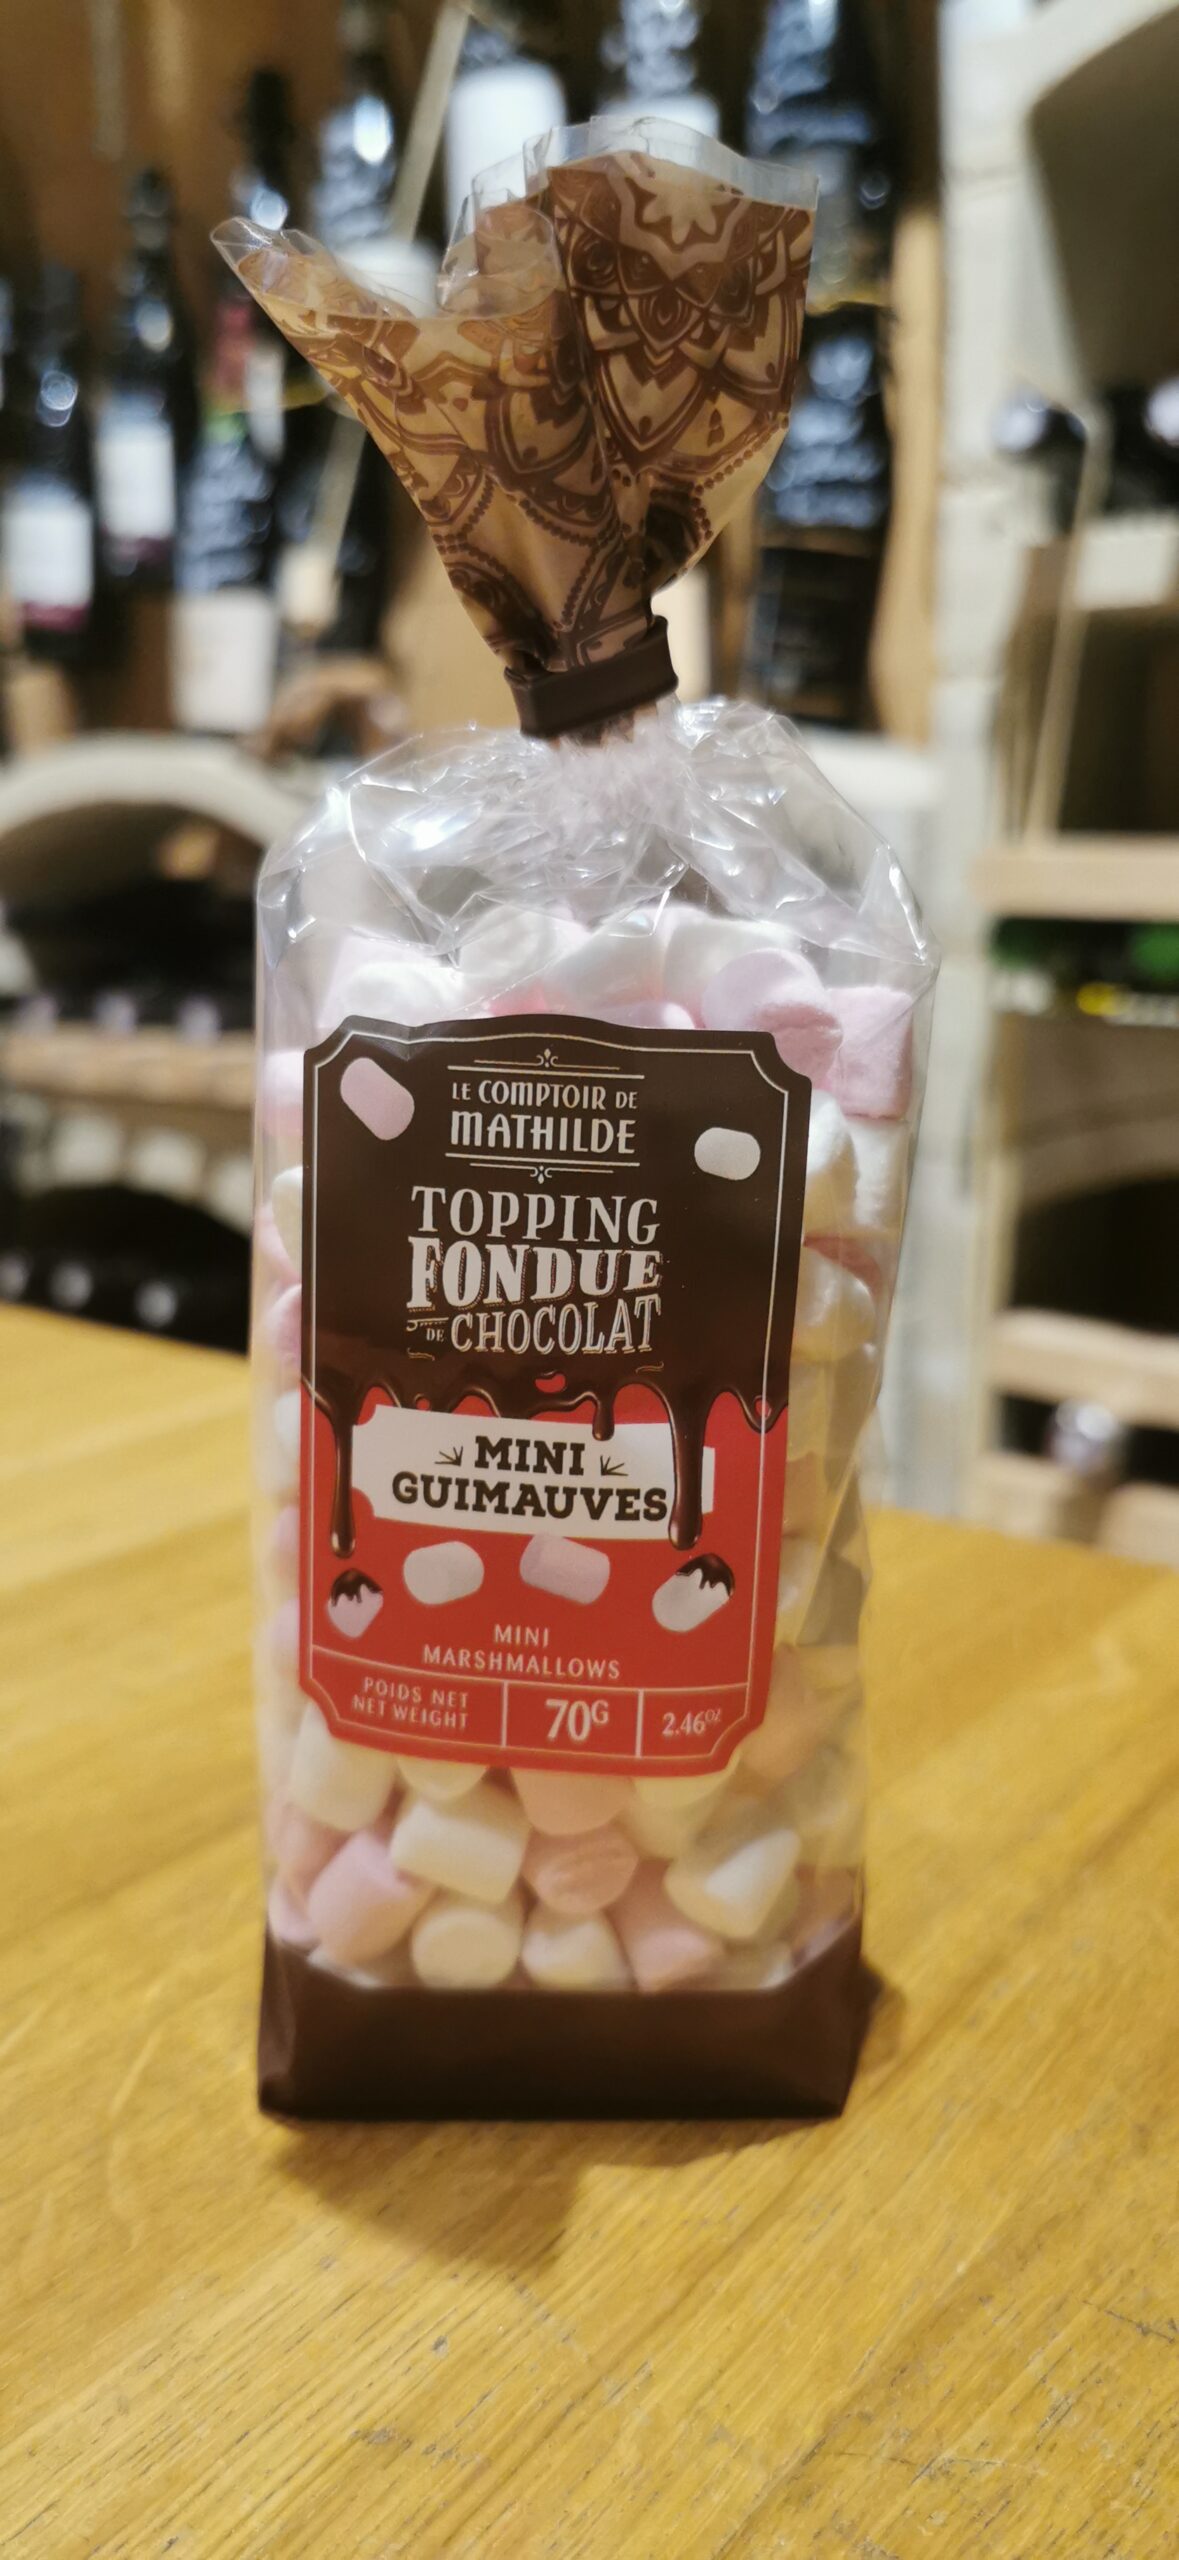 LE COMPTOIR DE
MATHILDE
TOPPING
FONDUE
DE CHOCOLAT
MINI
GUIMAUVES
MINI
MARSHMALLOWS
POIDS NET
NET WEIGHT
70G
2.46oz